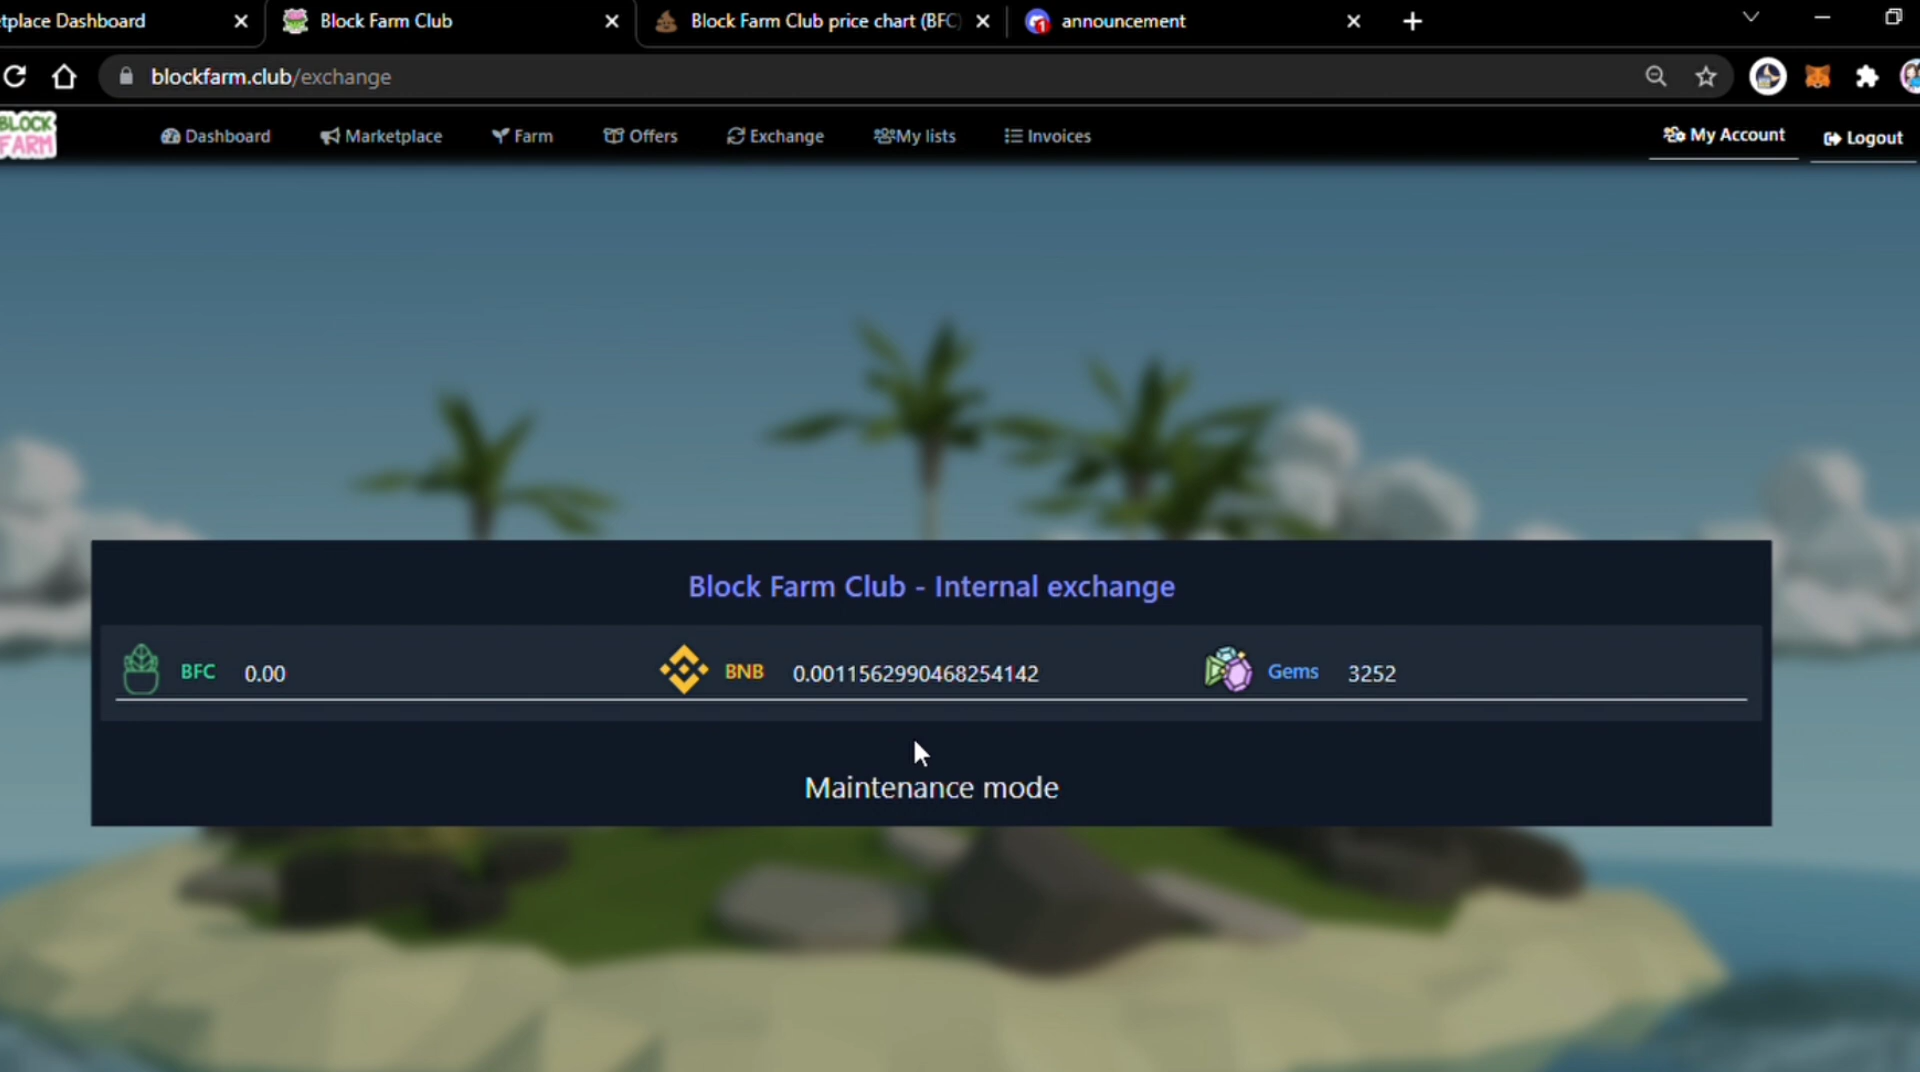 tplace Dashboard
Block Farm Club
Block Farm Club price chart (BFC)
1
announcement
blockfarm.club/exchange
BLOCK
FARM
Dashboard
Marketplace
Farm
Offers
Exchange
My lists
Invoices
My Account
Logout
Block Farm Club - Internal exchange
BFC 0.00
BNB 0.0011562990468254142
Gems 3252
Maintenance mode